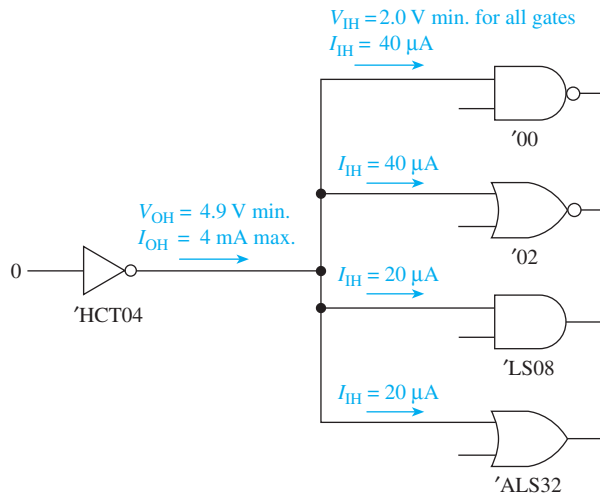 V_IH = 2.0 V min. for all gates
I_IH = 40 μA
′00
I_IH = 40 μA
V_OH = 4.9 V min.
I_OH = 4 mA max.
′02
0
I_IH = 20 μA
′HCT04
′LS08
I_IH = 20 μA
′ALS32